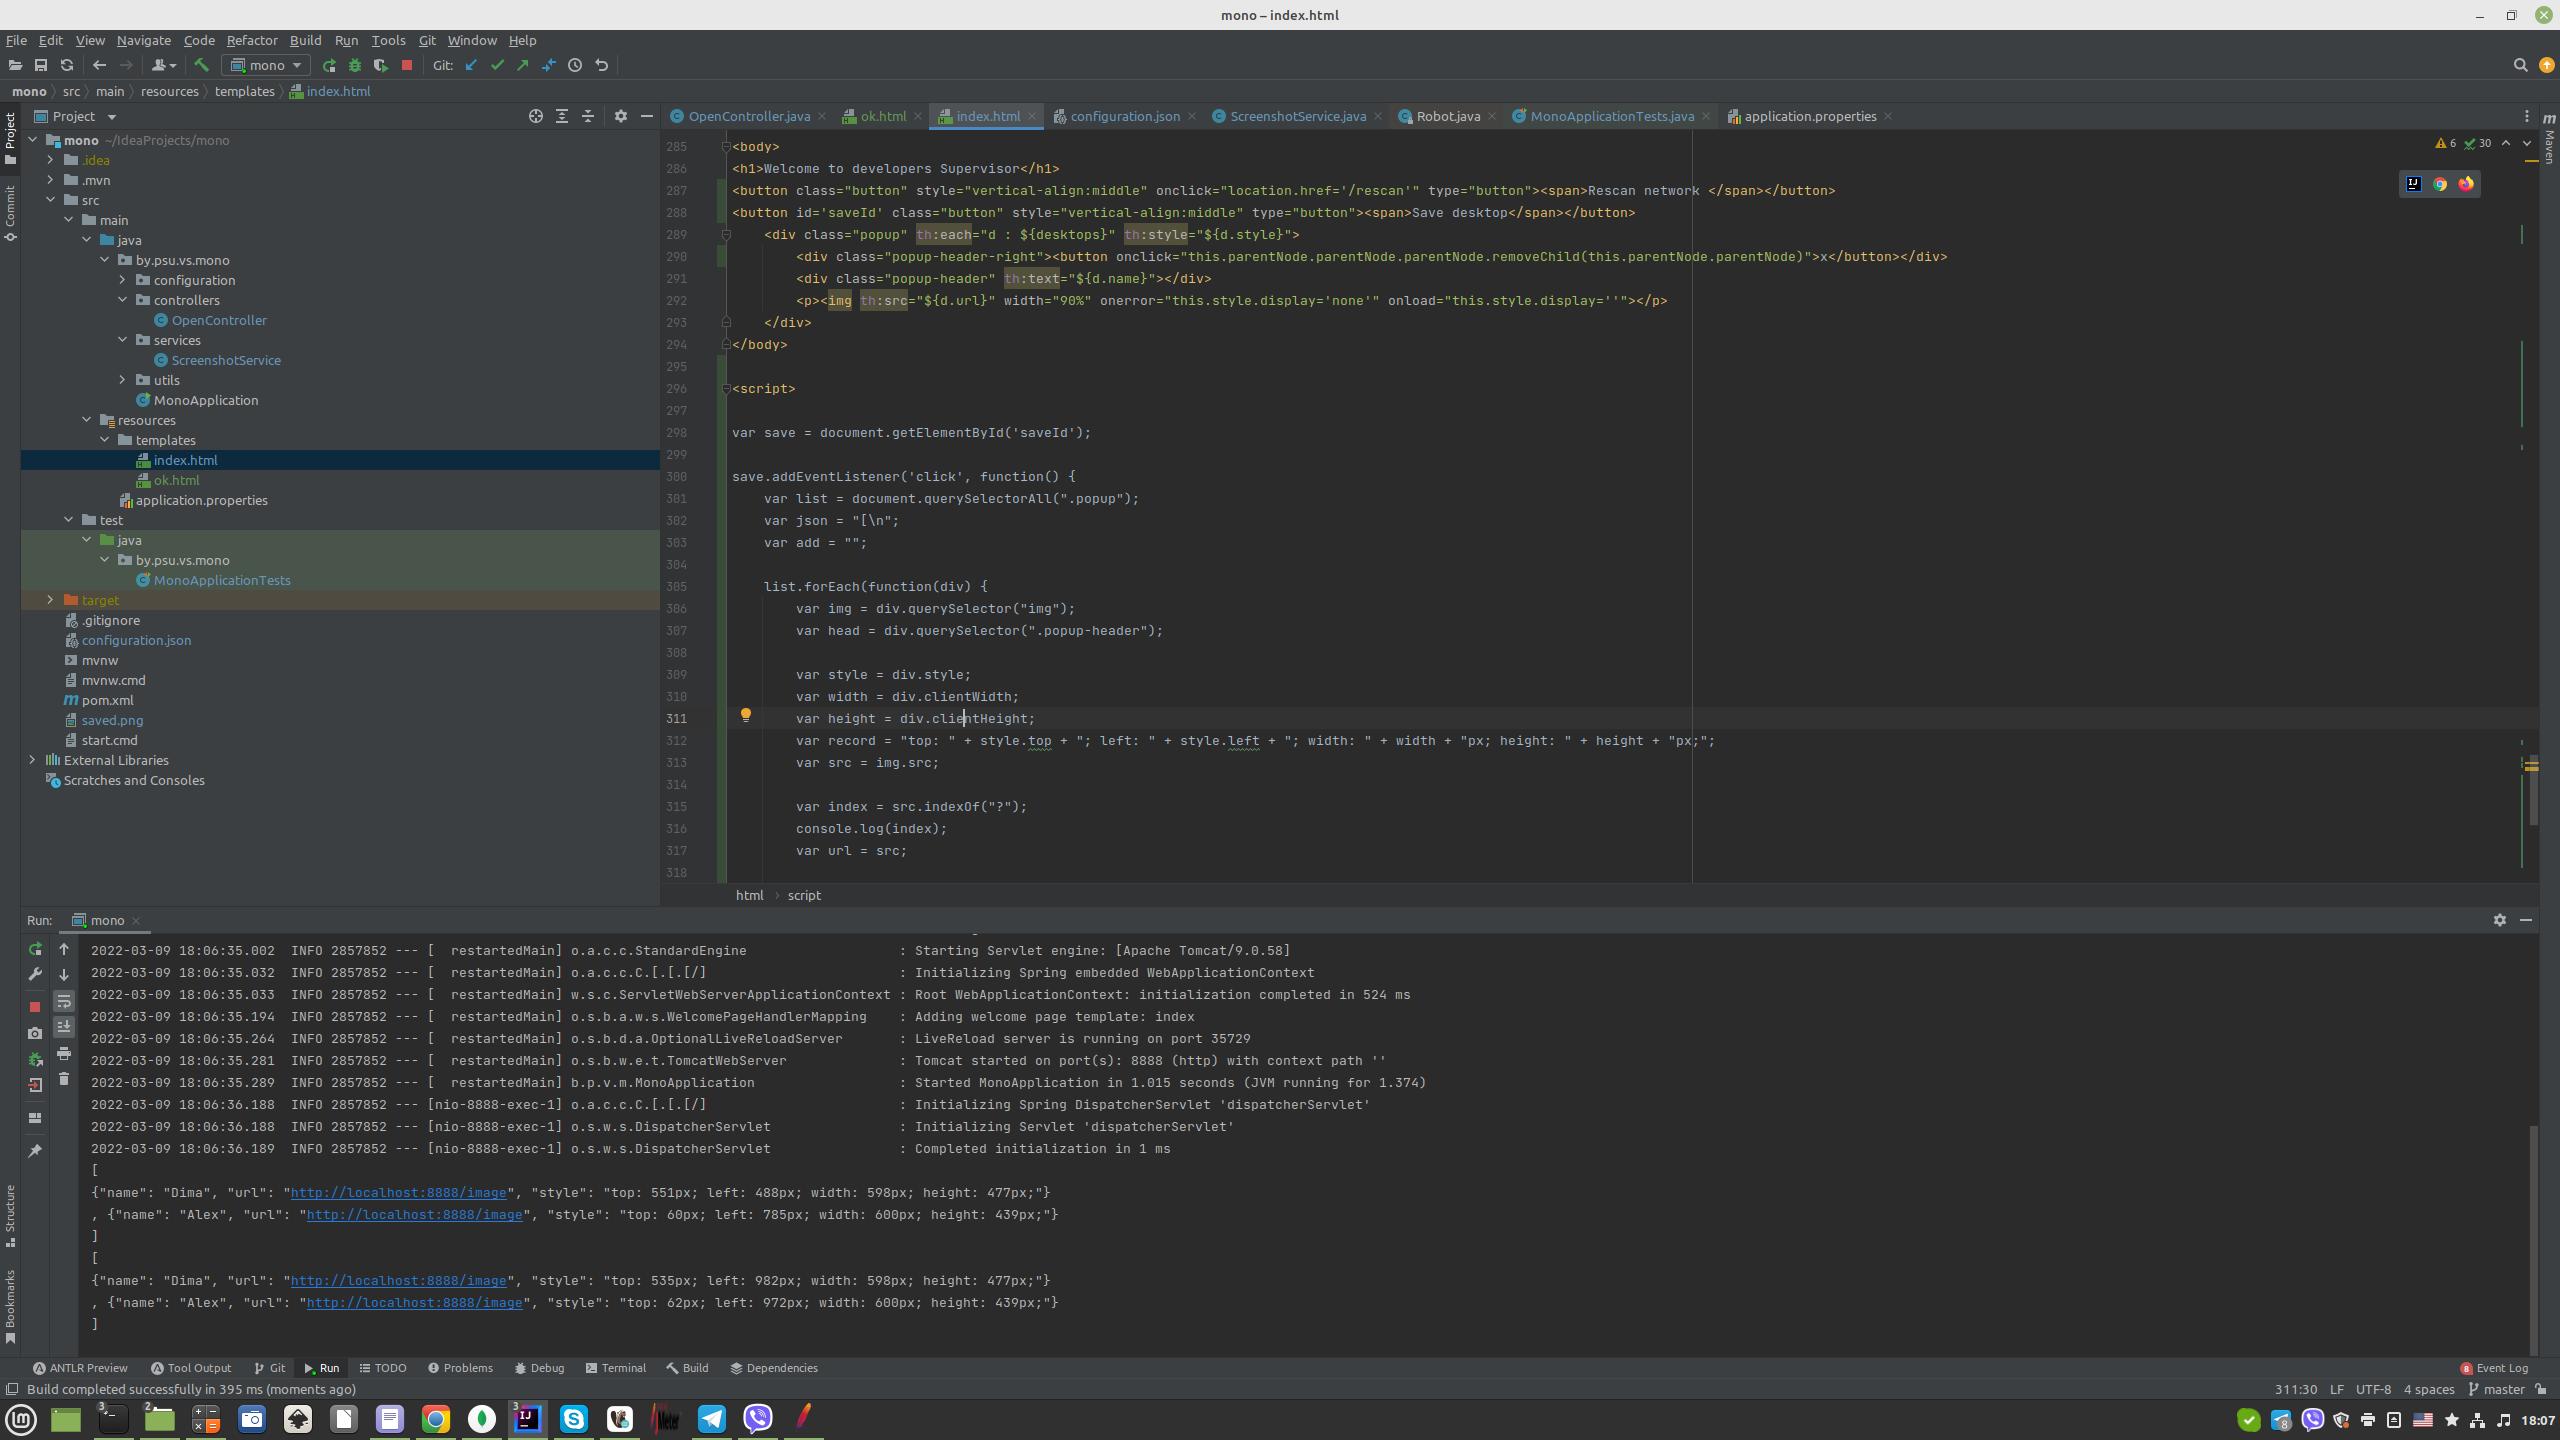 mono – index.html
File Edit View Navigate Code Refactor Build Run Tools Git Window Help
mono Git:
mono src main resources templates index.html
Project
OpenController.java ok.html index.html configuration.json ScreenshotService.java Robot.java MonoApplicationTests.java application.properties
Project
Commit
Structure
Bookmarks
Maven
mono ~/IdeaProjects/mono
.idea
.mvn
src
main
java
by.psu.vs.mono
configuration
controllers
OpenController
services
ScreenshotService
utils
MonoApplication
resources
templates
index.html
ok.html
application.properties
test
java
by.psu.vs.mono
MonoApplicationTests
target
.gitignore
configuration.json
mvnw
mvnw.cmd
pom.xml
saved.png
start.cmd
External Libraries
Scratches and Consoles
6 30
285 <body>
286 <h1>Welcome to developers Supervisor</h1>
287 <button class="button" style="vertical-align:middle" onclick="location.href='/rescan'" type="button"><span>Rescan network </span></button>
288 <button id='saveId' class="button" style="vertical-align:middle" type="button"><span>Save desktop</span></button>
289 <div class="popup" th:each="d : ${desktops}" th:style="${d.style}">
290 <div class="popup-header-right"><button onclick="this.parentNode.parentNode.parentNode.removeChild(this.parentNode.parentNode)">x</button></div>
291 <div class="popup-header" th:text="${d.name}"></div>
292 <p><img th:src="${d.url}" width="90%" onerror="this.style.display='none'" onload="this.style.display=''"></p>
293 </div>
294 </body>
295
296 <script>
297
298 var save = document.getElementById('saveId');
299
300 save.addEventListener('click', function() {
301 var list = document.querySelectorAll(".popup");
302 var json = "[\n";
303 var add = "";
304
305 list.forEach(function(div) {
306 var img = div.querySelector("img");
307 var head = div.querySelector(".popup-header");
308
309 var style = div.style;
310 var width = div.clientWidth;
311 var height = div.clientHeight;
312 var record = "top: " + style.top + "; left: " + style.left + "; width: " + width + "px; height: " + height + "px;";
313 var src = img.src;
314
315 var index = src.indexOf("?");
316 console.log(index);
317 var url = src;
318
html script
Run: mono
2022-03-09 18:06:35.002 INFO 2857852 --- [ restartedMain] o.a.c.c.StandardEngine : Starting Servlet engine: [Apache Tomcat/9.0.58]
2022-03-09 18:06:35.032 INFO 2857852 --- [ restartedMain] o.a.c.c.C.[.[.[/] : Initializing Spring embedded WebApplicationContext
2022-03-09 18:06:35.033 INFO 2857852 --- [ restartedMain] w.s.c.ServletWebServerApplicationContext : Root WebApplicationContext: initialization completed in 524 ms
2022-03-09 18:06:35.194 INFO 2857852 --- [ restartedMain] o.s.b.a.w.s.WelcomePageHandlerMapping : Adding welcome page template: index
2022-03-09 18:06:35.264 INFO 2857852 --- [ restartedMain] o.s.b.d.a.OptionalLiveReloadServer : LiveReload server is running on port 35729
2022-03-09 18:06:35.281 INFO 2857852 --- [ restartedMain] o.s.b.w.e.t.TomcatWebServer : Tomcat started on port(s): 8888 (http) with context path ''
2022-03-09 18:06:35.289 INFO 2857852 --- [ restartedMain] b.p.v.m.MonoApplication : Started MonoApplication in 1.015 seconds (JVM running for 1.374)
2022-03-09 18:06:36.188 INFO 2857852 --- [nio-8888-exec-1] o.a.c.c.C.[.[.[/] : Initializing Spring DispatcherServlet 'dispatcherServlet'
2022-03-09 18:06:36.188 INFO 2857852 --- [nio-8888-exec-1] o.s.w.s.DispatcherServlet : Initializing Servlet 'dispatcherServlet'
2022-03-09 18:06:36.189 INFO 2857852 --- [nio-8888-exec-1] o.s.w.s.DispatcherServlet : Completed initialization in 1 ms
[
{"name": "Dima", "url": "http://localhost:8888/image", "style": "top: 551px; left: 488px; width: 598px; height: 477px;"}
, {"name": "Alex", "url": "http://localhost:8888/image", "style": "top: 60px; left: 785px; width: 600px; height: 439px;"}
]
[
{"name": "Dima", "url": "http://localhost:8888/image", "style": "top: 535px; left: 982px; width: 598px; height: 477px;"}
, {"name": "Alex", "url": "http://localhost:8888/image", "style": "top: 62px; left: 972px; width: 600px; height: 439px;"}
]
ANTLR Preview Tool Output Git Run TODO Problems Debug Terminal Build Dependencies 8 Event Log
Build completed successfully in 395 ms (moments ago) 311:30 LF UTF-8 4 spaces master
3 2 3 IJ Meter 8 18:07